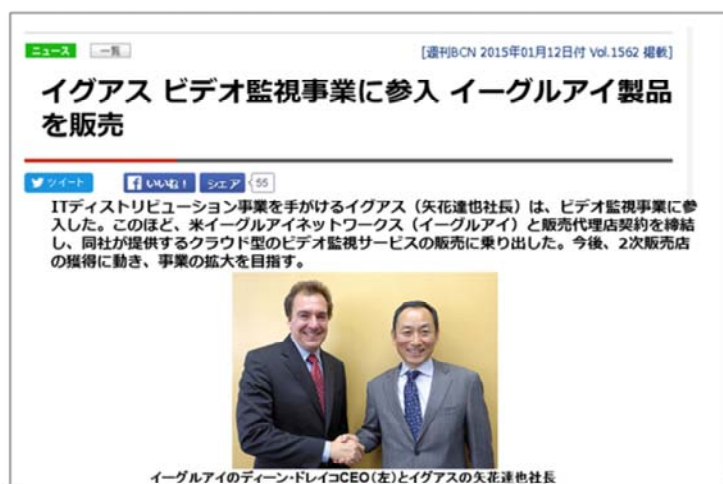 ニュース 一覧 [週刊BCN 2015年01月12日付 Vol.1562 掲載]
イグアス ビデオ監視事業に参入 イーグルアイ製品
を販売
ツイート いいね! シェア 55
ITディストリビューション事業を手がけるイグアス（矢花達也社長）は、ビデオ監視事業に参
入した。このほど、米イーグルアイネットワークス（イーグルアイ）と販売代理店契約を締結
し、同社が提供するクラウド型のビデオ監視サービスの販売に乗り出した。今後、2次販売店
の獲得に動き、事業の拡大を目指す。
イーグルアイのディーン・ドレイコCEO(左)とイグアスの矢花達也社長